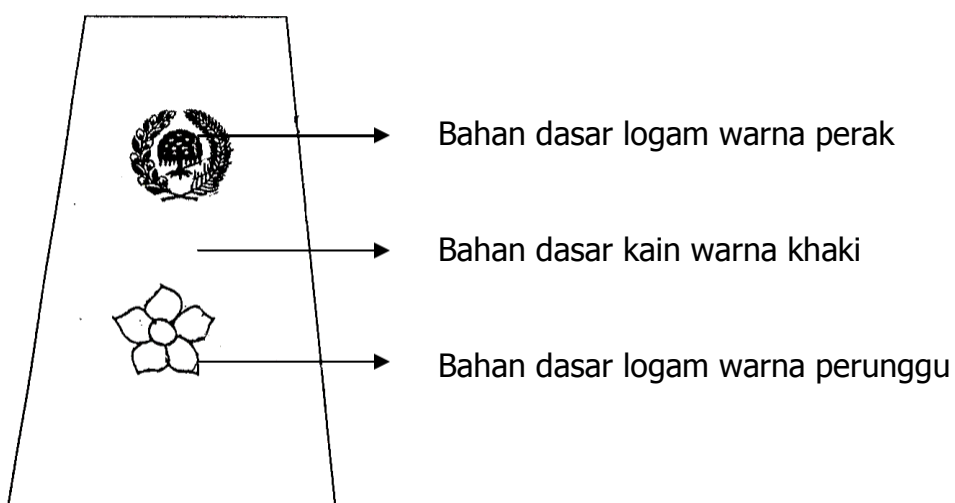 Bahan dasar logam warna perak
Bahan dasar kain warna khaki
Bahan dasar logam warna perunggu